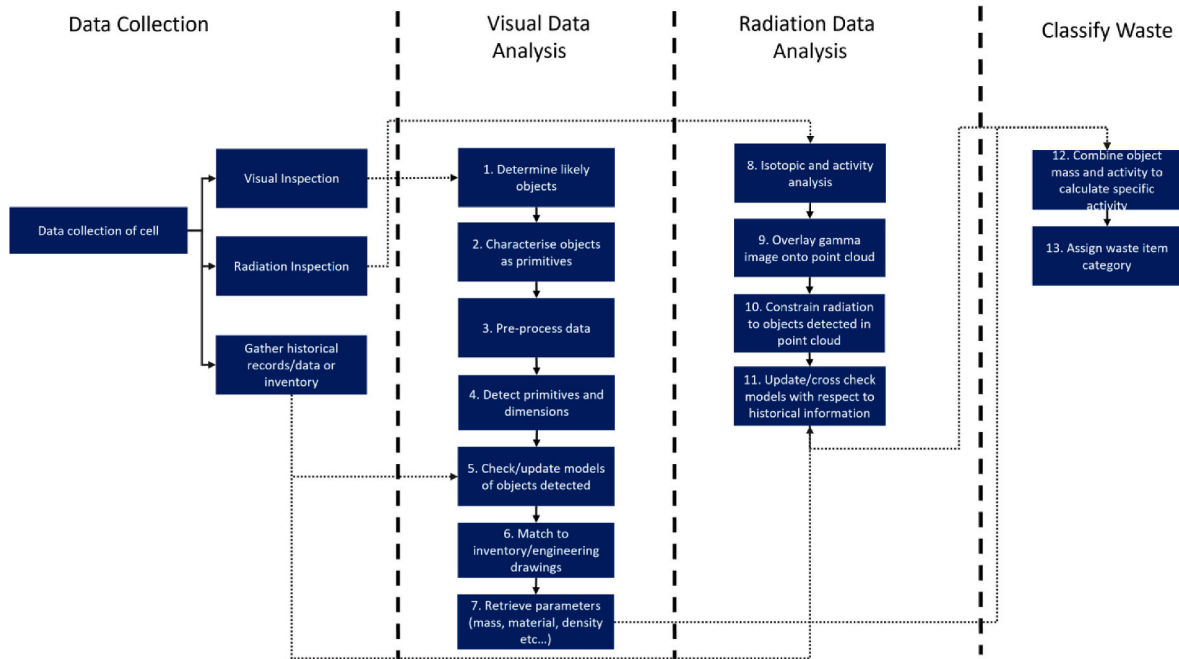 Data Collection
Visual Data
Analysis
Radiation Data
Analysis
Classify Waste
Data collection of cell
Visual Inspection
Radiation Inspection
Gather historical
records/data or
inventory
1. Determine likely
objects
2. Characterise objects
as primitives
3. Pre-process data
4. Detect primitives and
dimensions
5. Check/update models
of objects detected
6. Match to
inventory/engineering
drawings
7. Retrieve parameters
(mass, material, density
etc...)
8. Isotopic and activity
analysis
9. Overlay gamma
image onto point cloud
10. Constrain radiation
to objects detected in
point cloud
11. Update/cross check
models with respect to
historical information
12. Combine object
mass and activity to
calculate specific
activity
13. Assign waste item
category